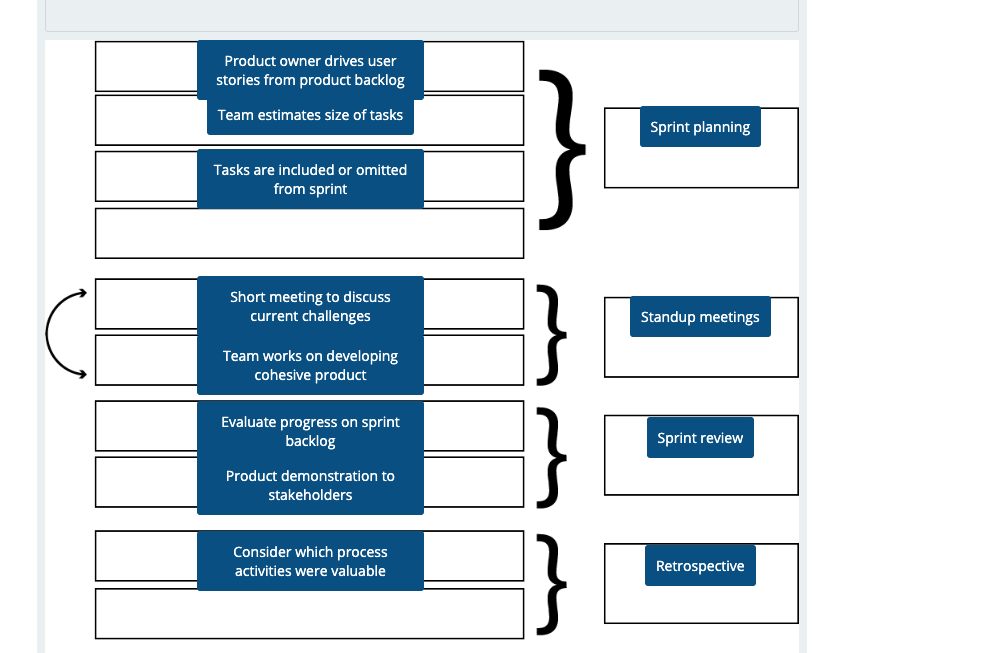 Product owner drives user
stories from product backlog
Team estimates size of tasks
Tasks are included or omitted
from sprint
Sprint planning
Short meeting to discuss
current challenges
Team works on developing
cohesive product
Standup meetings
Evaluate progress on sprint
backlog
Product demonstration to
stakeholders
Sprint review
Consider which process
activities were valuable
Retrospective